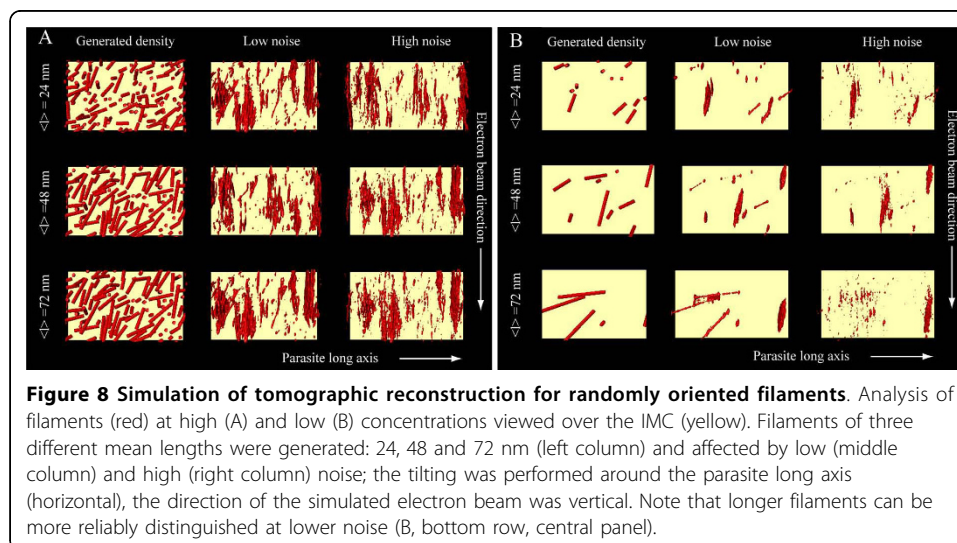 A
Generated density
Low noise
High noise
<l> = 24 nm
<l> =48 nm
<l> =72 nm
Electron beam direction
Parasite long axis
B
Generated density
Low noise
High noise
<l> = 24 nm
<l> =48 nm
<l> =72 nm
Electron beam direction
Parasite long axis
Figure 8 Simulation of tomographic reconstruction for randomly oriented filaments. Analysis of
filaments (red) at high (A) and low (B) concentrations viewed over the IMC (yellow). Filaments of three
different mean lengths were generated: 24, 48 and 72 nm (left column) and affected by low (middle
column) and high (right column) noise; the tilting was performed around the parasite long axis
(horizontal), the direction of the simulated electron beam was vertical. Note that longer filaments can be
more reliably distinguished at lower noise (B, bottom row, central panel).